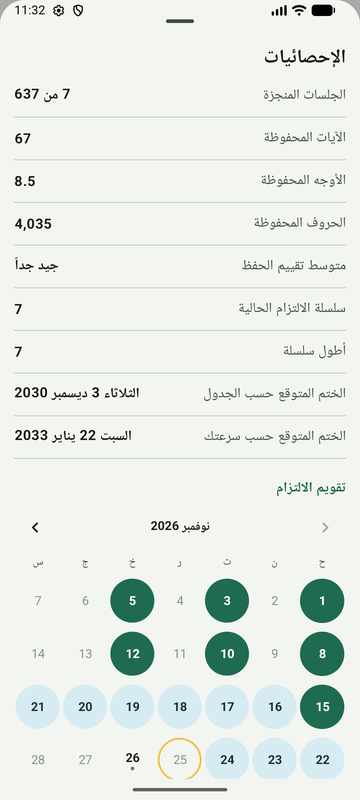 11:32
الإحصائيات
الجلسات المنجزة 7 من 637
الآيات المحفوظة 67
الأوجه المحفوظة 8.5
الحروف المحفوظة 4,035
متوسط تقييم الحفظ جيد جداً
سلسلة الالتزام الحالية 7
أطول سلسلة 7
الختم المتوقع حسب الجدول الثلاثاء 3 ديسمبر 2030
الختم المتوقع حسب سرعتك السبت 22 يناير 2033
تقويم الالتزام
نوفمبر 2026
ح ن ث ر خ ج س
1 2 3 4 5 6 7
8 9 10 11 12 13 14
15 16 17 18 19 20 21
22 23 24 25 26 27 28